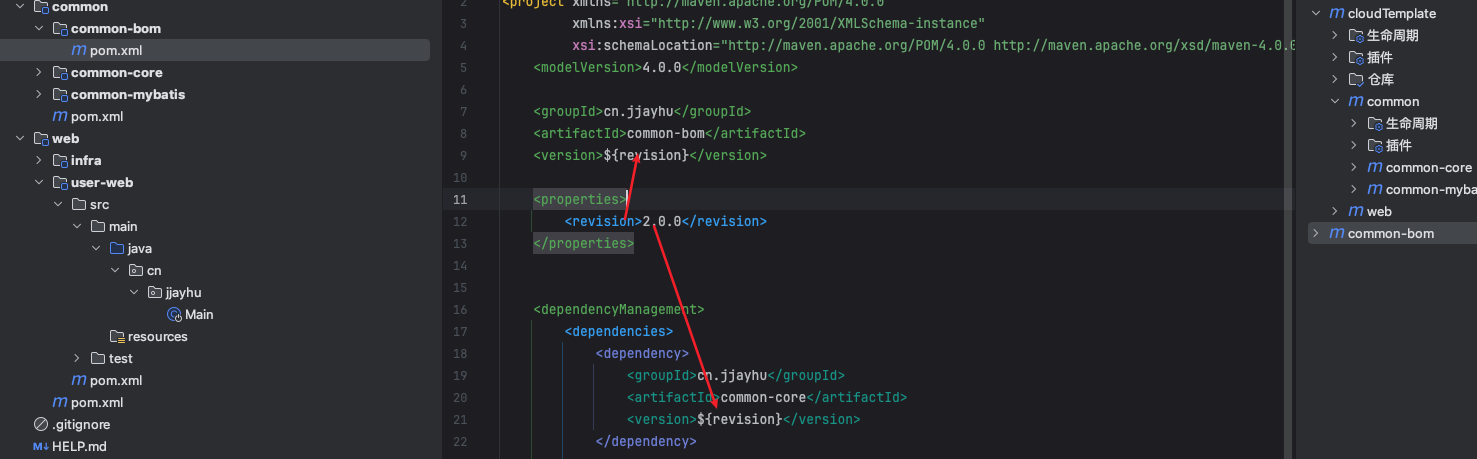 common
common-bom
pom.xml
common-core
common-mybatis
pom.xml
web
infra
user-web
src
main
java
cn
jjayhu
Main
resources
test
pom.xml
pom.xml
.gitignore
HELP.md
2 <project xmlns="http://maven.apache.org/POM/4.0.0"
3 xmlns:xsi="http://www.w3.org/2001/XMLSchema-instance"
4 xsi:schemaLocation="http://maven.apache.org/POM/4.0.0 http://maven.apache.org/xsd/maven-4.0.0
5 <modelVersion>4.0.0</modelVersion>
6
7 <groupId>cn.jjayhu</groupId>
8 <artifactId>common-bom</artifactId>
9 <version>${revision}</version>
10
11 <properties>
12 <revision>2.0.0</revision>
13 </properties>
14
15
16 <dependencyManagement>
17 <dependencies>
18 <dependency>
19 <groupId>cn.jjayhu</groupId>
20 <artifactId>common-core</artifactId>
21 <version>${revision}</version>
22 </dependency>
cloudTemplate
生命周期
插件
仓库
common
生命周期
插件
common-core
common-myba
web
common-bom